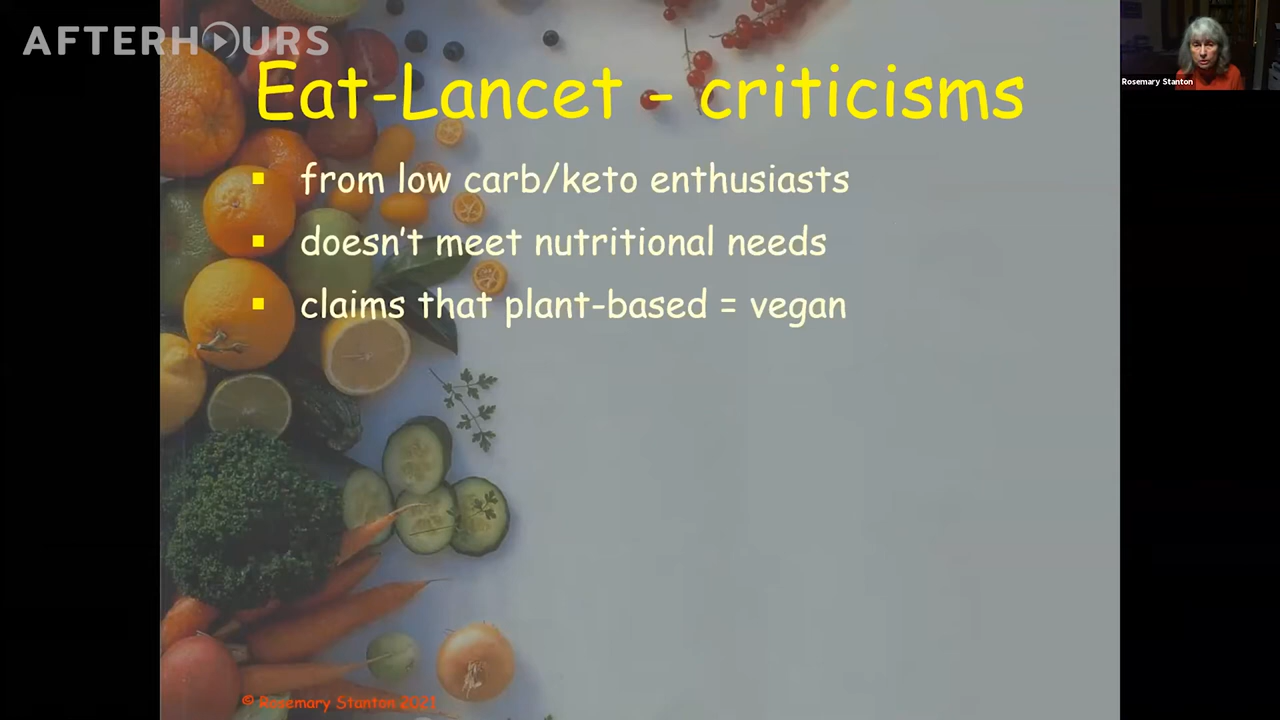 AFTERHOURS
Rosemary Stanton
Eat-Lancet - criticisms
▪ from low carb/keto enthusiasts
▪ doesn't meet nutritional needs
▪ claims that plant-based = vegan
© Rosemary Stanton 2021